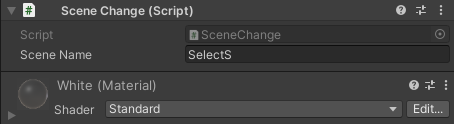 Scene Change (Script)
Script SceneChange
Scene Name SelectS
White (Material)
Shader Standard Edit...